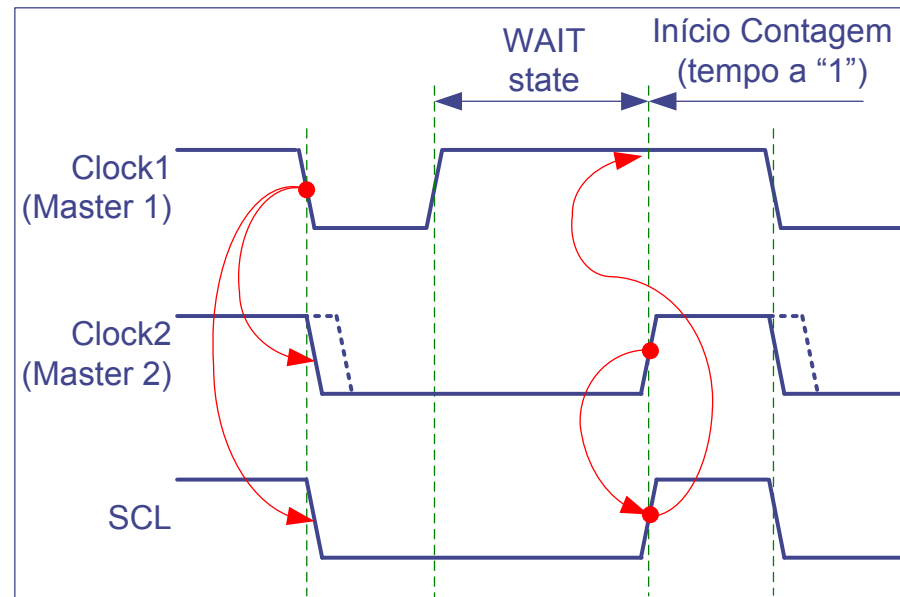 WAIT
state
Início Contagem
(tempo a “1”)
Clock1
(Master 1)
Clock2
(Master 2)
SCL